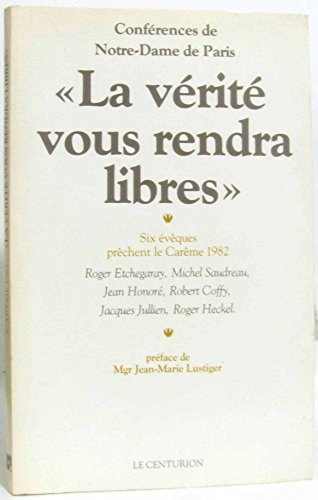 Conférences de
Notre-Dame de Paris
« La vérité
vous rendra
libres »
Six évêques
prêchent le Carême 1982
Roger Etchegaray, Michel Saudreau,
Jean Honoré, Robert Coffy,
Jacques Jullien, Roger Heckel.
préface de
Mgr Jean-Marie Lustiger
LE CENTURION